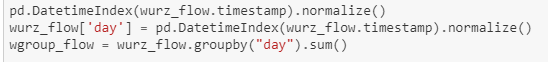 pd.DatetimeIndex(wurz_flow.timestamp).normalize()
wurz_flow['day'] = pd.DatetimeIndex(wurz_flow.timestamp).normalize()
wgroup_flow = wurz_flow.groupby("day").sum()